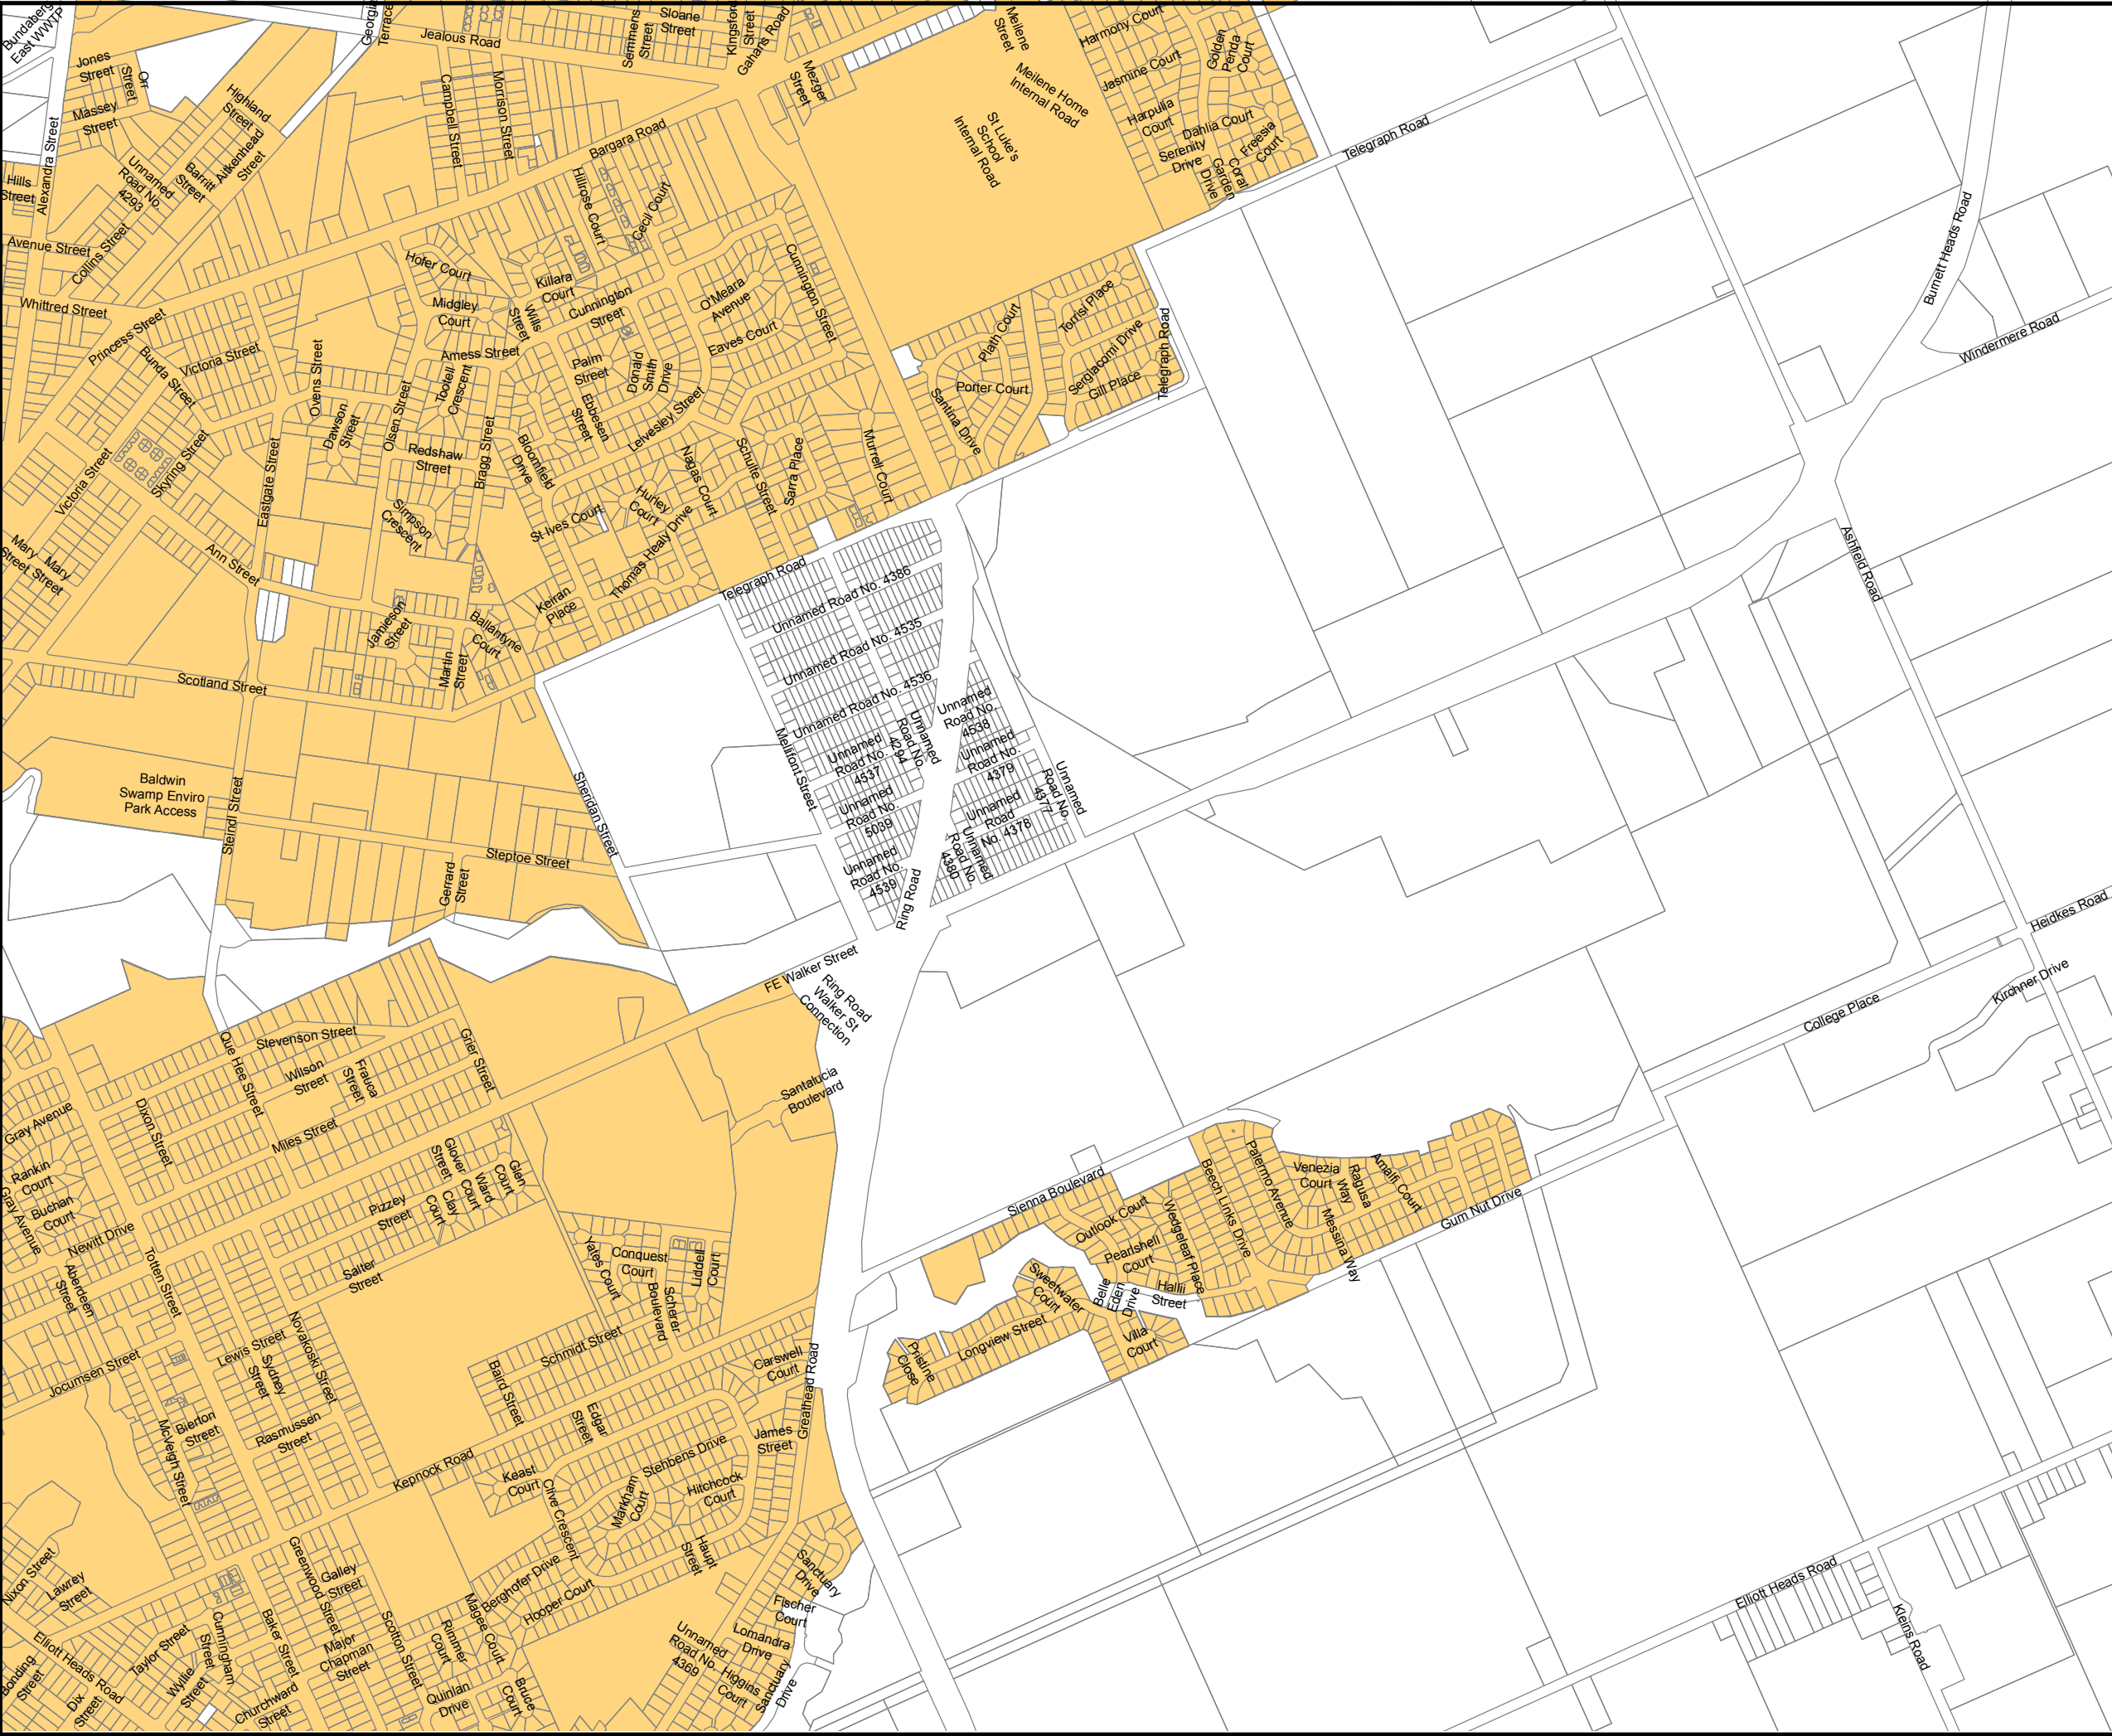 Bundaberg
East WWTP
Georgia
Terrace
Jealous Road
Semmens
Street
Sloane
Street
Kingsford
Street
Gahans Road
Mezger
Street
Meilene
Street
Meilene Home
Internal Road
St Luke's
School
Internal Road
Harmony Court
Golden
Penda
Court
Jasmine Court
Harpulia
Court
Dahlia Court
Serenity
Drive
Freesia
Court
Coral
Garden
Drive
Telegraph Road
Jones
Street
Orr
Street
Massey
Street
Highland
Street
Alexandra Street
Unnamed
Road No.
4293
Barritt
Street
Aitkenhead
Street
Hills
Street
Campbell Street
Morrison Street
Bargara Road
Avenue Street
Collins Street
Whittred Street
Princess Street
Hofer Court
Hillrose Court
Cecil Court
Killara
Court
Midgley
Court
Wills
Street
Cunnington
Street
O'Meara
Avenue
Cunnington Street
Eaves Court
Bunda Street
Victoria Street
Ovens Street
Amess Street
Palm
Street
Donald
Smith
Drive
Tootell
Crescent
Olsen Street
Dawson
Street
Ebbesen
Street
Lelvesley Street
Plath Court
Torrisi Place
Porter Court
Sergiacomi Drive
Gill Place
Telegraph Road
Santina Drive
Burnett Heads Road
Windermere Road
Victoria Street
Skyring Street
Eastgate Street
Redshaw
Street
Bragg Street
Bloomfield
Drive
Nagas Court
Schulte Street
Sarra Place
Murrell Court
Simpson
Crescent
St Ives Court
Hurley
Court
Thomas Healy Drive
Mary
Street
Mary
Street
Ann Street
Telegraph Road
Unnamed Road No. 4386
Unnamed Road No. 4535
Unnamed Road No. 4536
Ashfield Road
Jamieson
Street
Keiran
Place
Ballantyne
Court
Martin
Street
Scotland Street
Mellifont Street
Unnamed
Road No.
4537
Unnamed
Road No.
4294
Unnamed
Road No.
4538
Unnamed
Road No.
4379
Unnamed
Road No.
4377
Unnamed
Road
No. 4378
Unnamed
Road No.
4380
Unnamed
Road No.
5039
Unnamed
Road No.
4539
Ring Road
Baldwin
Swamp Enviro
Park Access
Steindl Street
Sheridan Street
Steptoe Street
Gerrard
Street
FE Walker Street
Ring Road
Walker St
Connection
Heidkes Road
Kirchner Drive
College Place
Stevenson Street
Que Hee Street
Wilson
Street
Frauca
Street
Grier Street
Santalucia
Boulevard
Gray Avenue
Dixon Street
Miles Street
Rankin
Court
Gray Avenue
Buchan
Court
Newitt Drive
Glover
Street
Glen
Court
Ward
Court
Clay
Court
Pizzey
Street
Salter
Street
Totten Street
Aberdeen
Street
Yates Court
Conquest
Court
Liddell
Court
Scherer
Boulevard
Sienna Boulevard
Outlook Court
Pearlshell
Court
Wedgeleaf Place
Beech Links Drive
Palermo Avenue
Venezia
Court
Ragusa
Way
Amalfi Court
Messina Way
Gum Nut Drive
Sweetwater
Court
Belle
Eden
Drive
Hallii
Street
Villa
Court
Longview Street
Pristine
Close
Novakoski Street
Lewis Street
Sydney
Street
Jocumsen Street
Schmidt Street
Baird Street
Carswell
Court
Greathead Road
Edgar
Street
Bierton
Street
McVeigh Street
Rasmussen
Street
Kepnock Road
Keast
Court
Stehbens Drive
James
Street
Hitchcock
Court
Markham
Court
Clive Crescent
Haupt
Street
Nixon Street
Lawrey
Street
Greenwood Street
Galley
Street
Berghofer Drive
Hooper Court
Magee Court
Sanctuary
Drive
Fischer
Court
Lomandra
Drive
Elliott Heads Road
Kleins Road
Elliott Heads Road
Bonding
Street
Dix
Street
Taylor Street
Wyllie
Street
Cunningham
Street
Baker Street
Major
Chapman
Street
Churchward
Street
Scotton Street
Rimmer
Court
Quinlan
Drive
Bruce
Court
Unnamed
Road No.
4369
Higgins
Court
Sanctuary
Drive